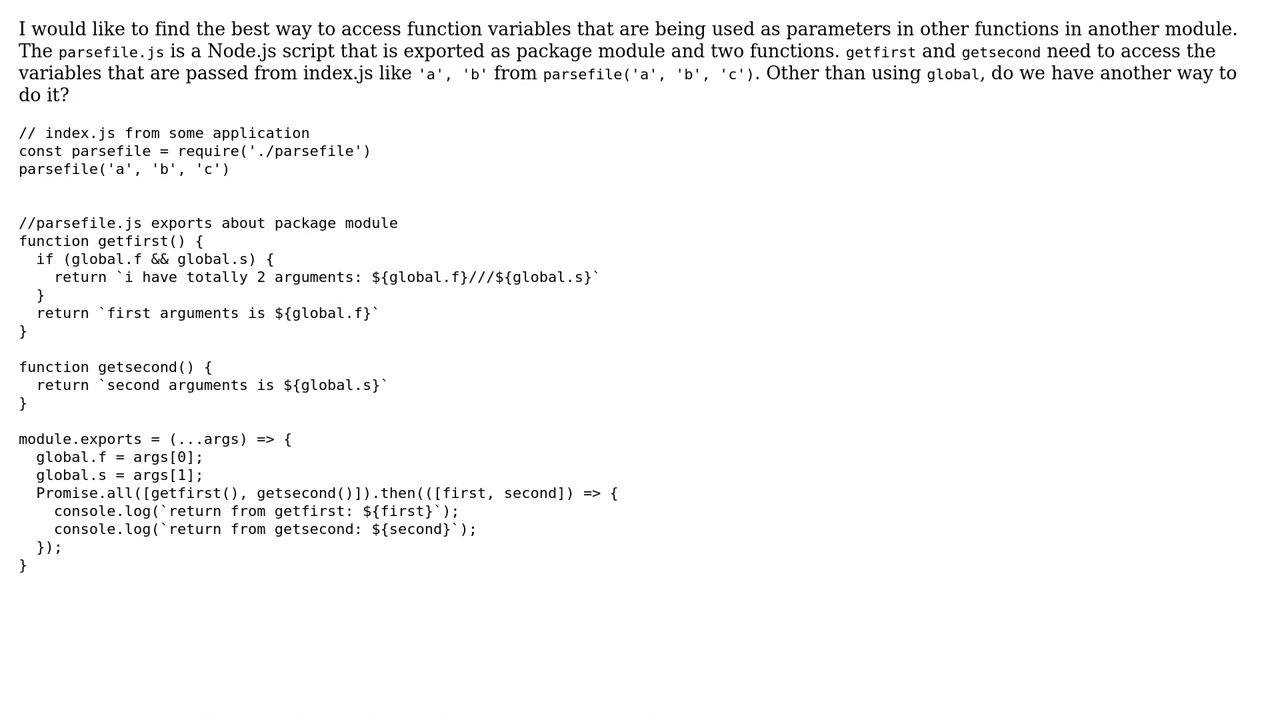 I would like to find the best way to access function variables that are being used as parameters in other functions in another module.
The parsefile.js is a Node.js script that is exported as package module and two functions. getfirst and getsecond need to access the
variables that are passed from index.js like 'a', 'b' from parsefile('a', 'b', 'c'). Other than using global, do we have another way to
do it?
// index.js from some application
const parsefile = require('./parsefile')
parsefile('a', 'b', 'c')
//parsefile.js exports about package module
function getfirst() {
  if (global.f && global.s) {
    return `i have totally 2 arguments: ${global.f}///${global.s}`
  }
  return `first arguments is ${global.f}`
}
function getsecond() {
  return `second arguments is ${global.s}`
}
module.exports = (...args) => {
  global.f = args[0];
  global.s = args[1];
  Promise.all([getfirst(), getsecond()]).then(([first, second]) => {
    console.log(`return from getfirst: ${first}`);
    console.log(`return from getsecond: ${second}`);
  });
}